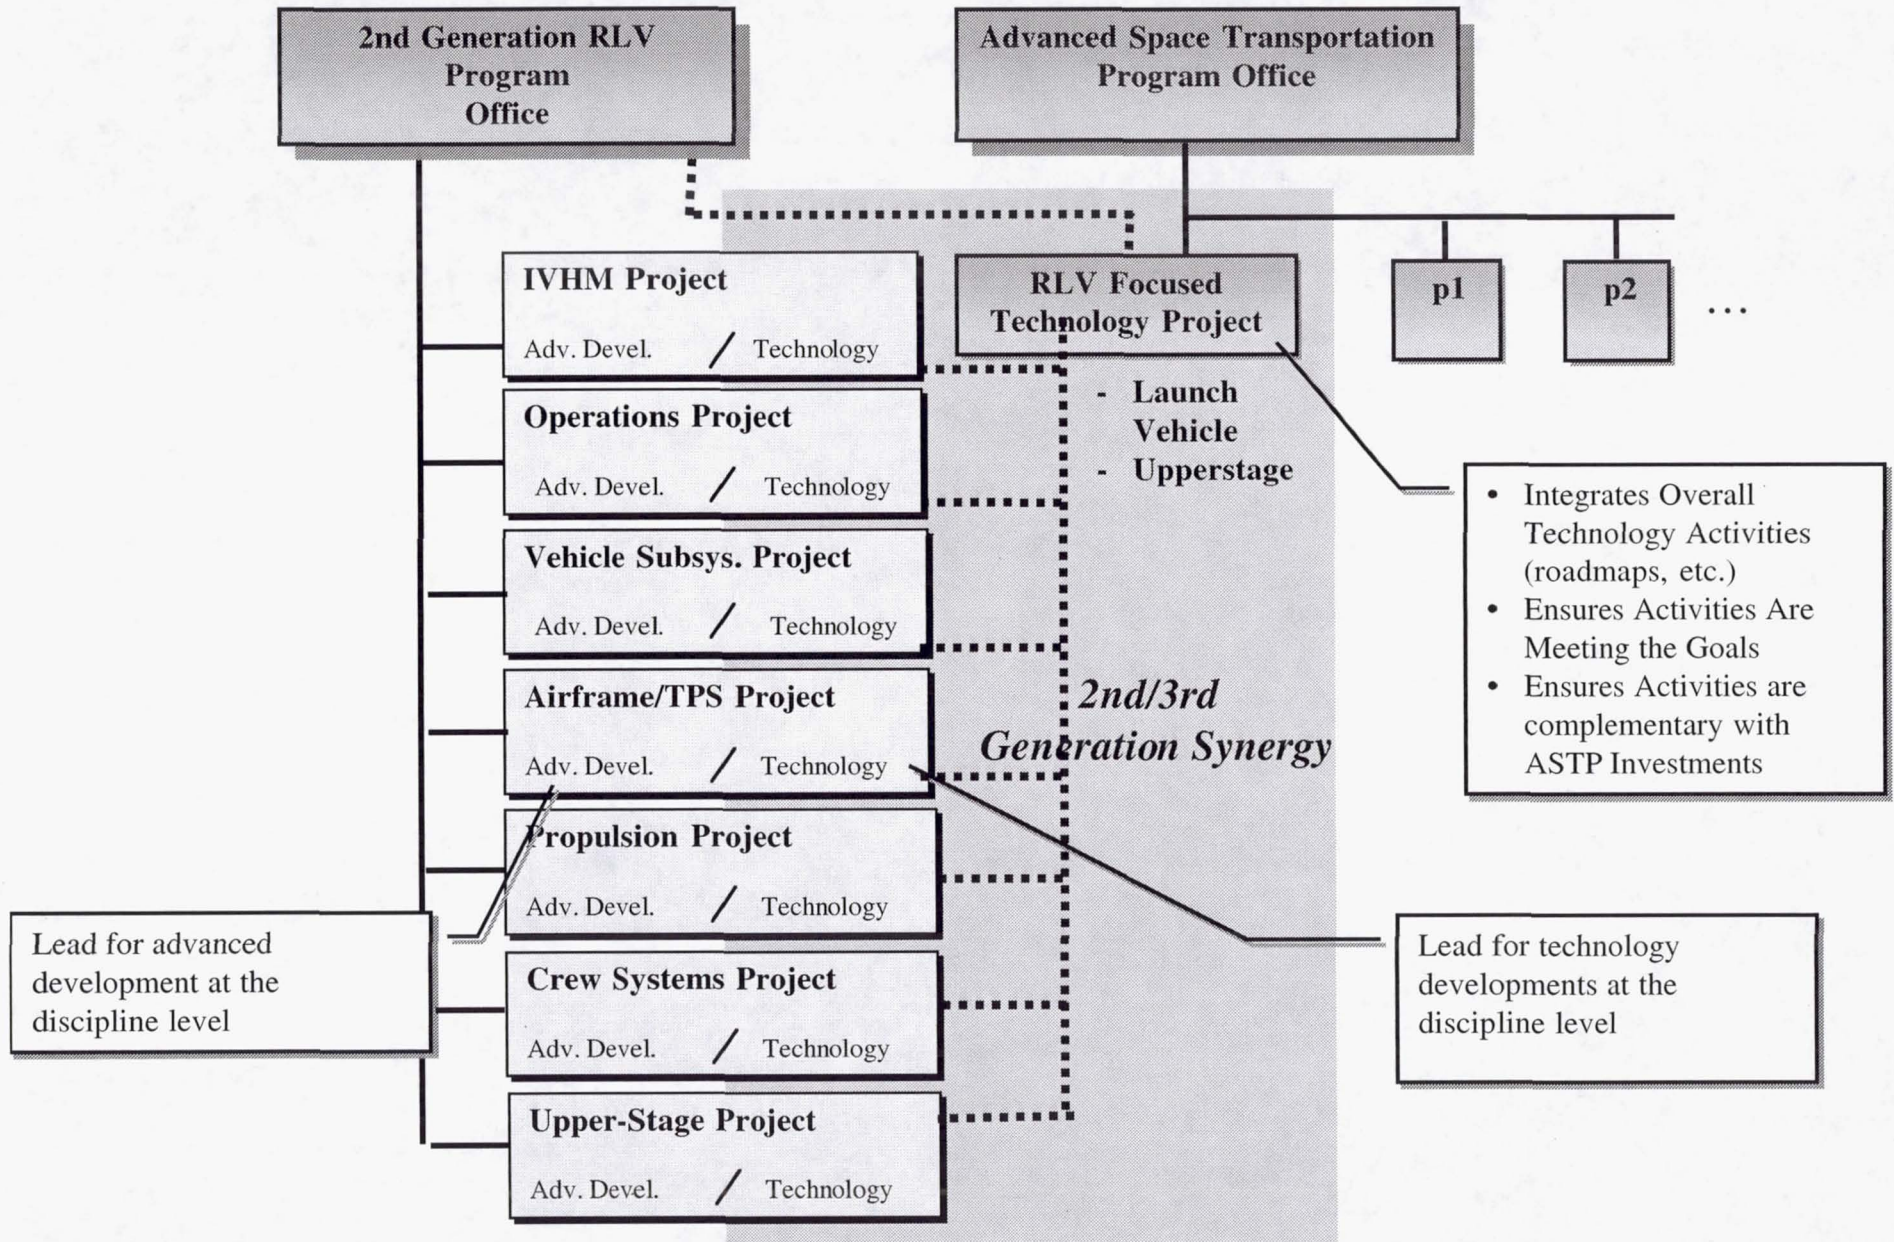 2nd Generation RLV
Program
Office
Advanced Space Transportation
Program Office
IVHM Project
Adv. Devel. / Technology
Operations Project
Adv. Devel. / Technology
Vehicle Subsys. Project
Adv. Devel. / Technology
Airframe/TPS Project
Adv. Devel. / Technology
Propulsion Project
Adv. Devel. / Technology
Crew Systems Project
Adv. Devel. / Technology
Upper-Stage Project
Adv. Devel. / Technology
RLV Focused
Technology Project
- Launch
Vehicle
- Upperstage
2nd/3rd
Generation Synergy
p1
p2
...
• Integrates Overall
Technology Activities
(roadmaps, etc.)
• Ensures Activities Are
Meeting the Goals
• Ensures Activities are
complementary with
ASTP Investments
Lead for advanced
development at the
discipline level
Lead for technology
developments at the
discipline level